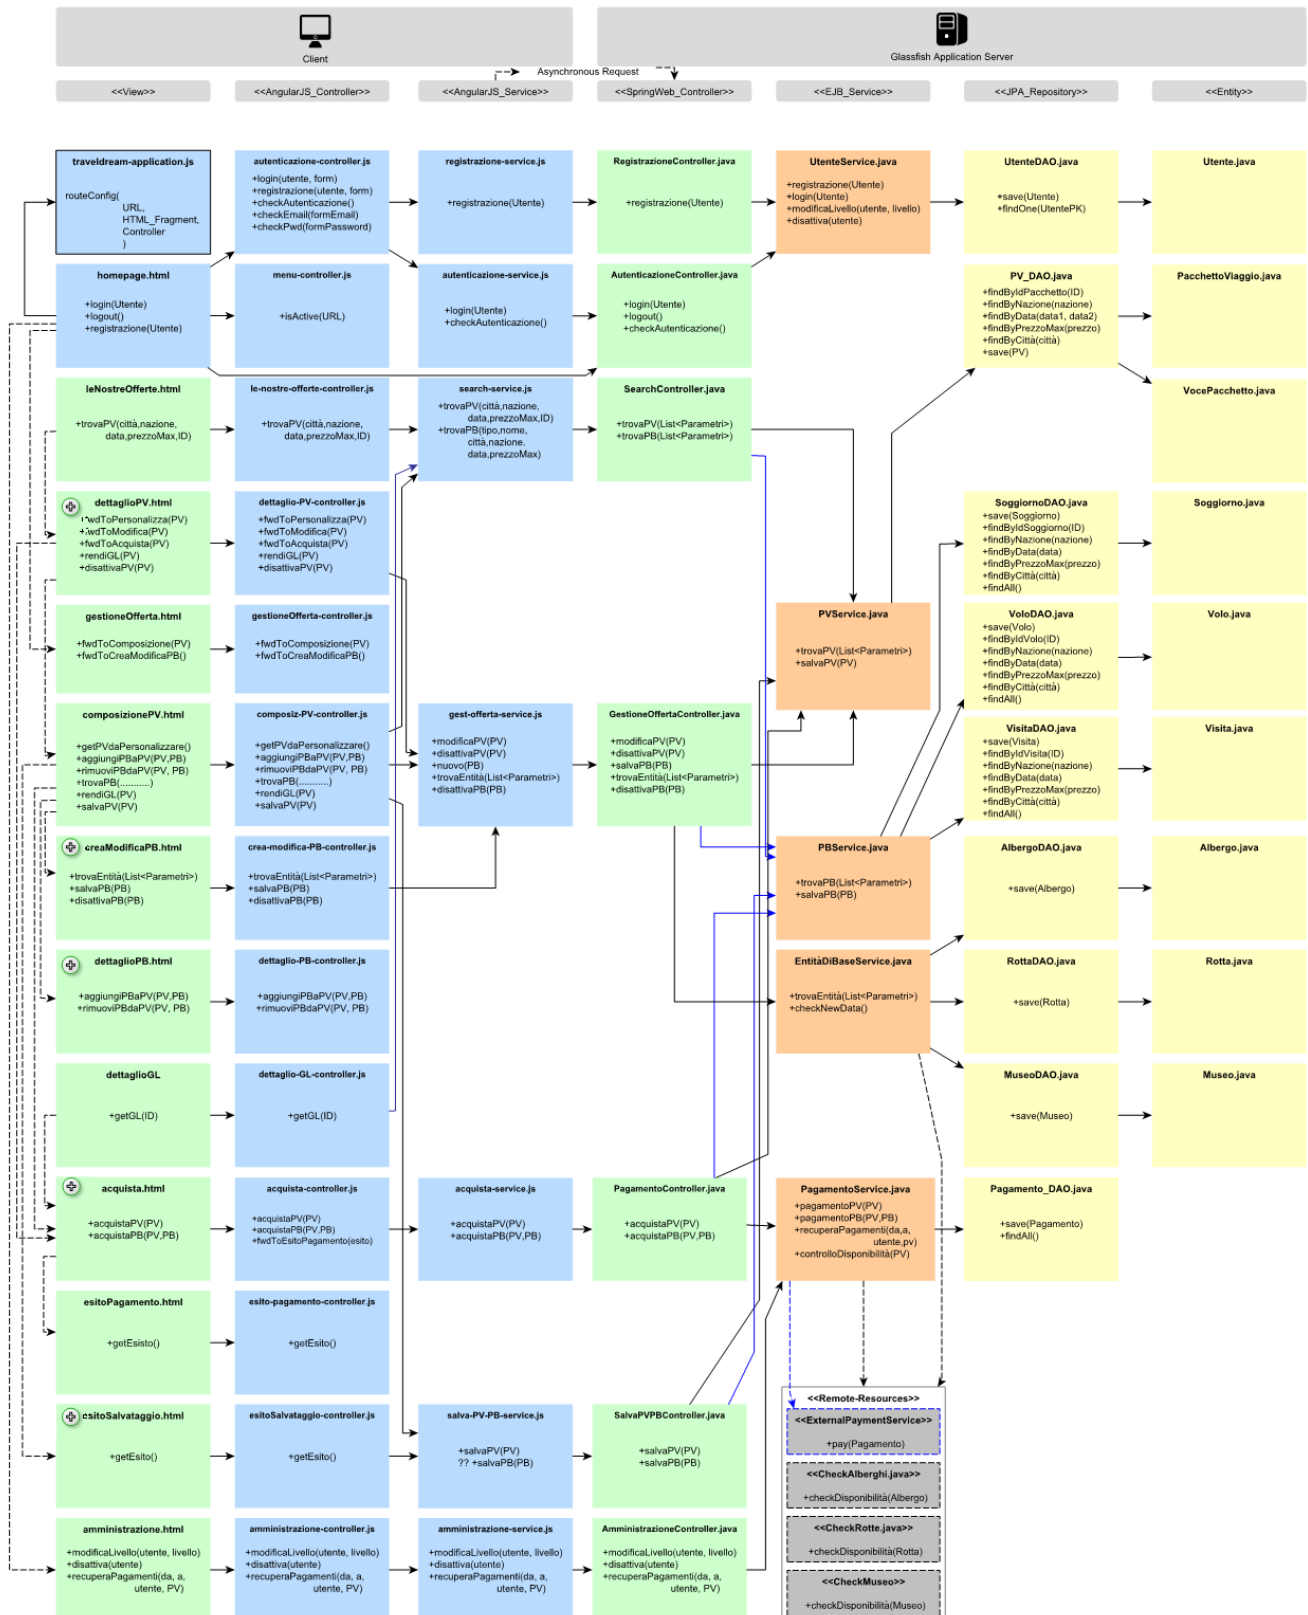 Client
Glassfish Application Server
Asynchronous Request
<<View>>
<<AngularJS_Controller>>
<<AngularJS_Service>>
<<SpringWeb_Controller>>
<<EJB_Service>>
<<JPA_Repository>>
<<Entity>>
traveldream-application.js
routeConfig(
URL,
HTML_Fragment,
Controller
)
autenticazione-controller.js
+login(utente, form)
+registrazione(utente, form)
+checkAutenticazione()
+checkEmail(formEmail)
+checkPwd(formPassword)
registrazione-service.js
+registrazione(Utente)
RegistrazioneController.java
+registrazione(Utente)
UtenteService.java
+registrazione(Utente)
+login(Utente)
+modificaLivello(utente, livello)
+disattiva(utente)
UtenteDAO.java
+save(Utente)
+findOne(UtentePK)
Utente.java
homepage.html
+login(Utente)
+logout()
+registrazione(Utente)
menu-controller.js
+isActive(URL)
autenticazione-service.js
+login(Utente)
+checkAutenticazione()
AutenticazioneController.java
+login(Utente)
+logout()
+checkAutenticazione()
PV_DAO.java
+findByIdPacchetto(ID)
+findByNazione(nazione)
+findByData(data1, data2)
+findByPrezzoMax(prezzo)
+findByCittà(città)
+save(PV)
PacchettoViaggio.java
leNostreOfferte.html
+trovaPV(città,nazione,
data,prezzoMax,ID)
le-nostre-offerte-controller.js
+trovaPV(città,nazione,
data,prezzoMax,ID)
search-service.js
+trovaPV(città,nazione,
data,prezzoMax,ID)
+trovaPB(tipo,nome,
città,nazione.
data,prezzoMax)
SearchController.java
+trovaPV(List<Parametri>)
+trovaPB(List<Parametri>)
VocePacchetto.java
dettaglioPV.html
+fwdToPersonalizza(PV)
+fwdToModifica(PV)
+fwdToAcquista(PV)
+rendiGL(PV)
+disattivaPV(PV)
dettaglio-PV-controller.js
+fwdToPersonalizza(PV)
+fwdToModifica(PV)
+fwdToAcquista(PV)
+rendiGL(PV)
+disattivaPV(PV)
SoggiornoDAO.java
+save(Soggiorno)
+findByIdSoggiorno(ID)
+findByNazione(nazione)
+findByData(data)
+findByPrezzoMax(prezzo)
+findByCittà(città)
+findAll()
Soggiorno.java
gestioneOfferta.html
+fwdToComposizione(PV)
+fwdToCreaModificaPB()
gestioneOfferta-controller.js
+fwdToComposizione(PV)
+fwdToCreaModificaPB()
PVService.java
+trovaPV(List<Parametri>)
+salvaPV(PV)
VoloDAO.java
+save(Volo)
+findByIdVolo(ID)
+findByNazione(nazione)
+findByData(data)
+findByPrezzoMax(prezzo)
+findByCittà(città)
+findAll()
Volo.java
composizionePV.html
+getPVdaPersonalizzare()
+aggiungiPBaPV(PV,PB)
+rimuoviPBdaPV(PV, PB)
+trovaPB(...........)
+rendiGL(PV)
+salvaPV(PV)
composiz-PV-controller.js
+getPVdaPersonalizzare()
+aggiungiPBaPV(PV,PB)
+rimuoviPBdaPV(PV, PB)
+trovaPB(...........)
+rendiGL(PV)
+salvaPV(PV)
gest-offerta-service.js
+modificaPV(PV)
+disattivaPV(PV)
+nuovo(PB)
+trovaEntità(List<Parametri>)
+disattivaPB(PB)
GestioneOffertaController.java
+modificaPV(PV)
+disattivaPV(PV)
+salvaPB(PB)
+trovaEntità(List<Parametri>)
+disattivaPB(PB)
VisitaDAO.java
+save(Visita)
+findByIdVisita(ID)
+findByNazione(nazione)
+findByData(data)
+findByPrezzoMax(prezzo)
+findByCittà(città)
+findAll()
Visita.java
creaModificaPB.html
+trovaEntità(List<Parametri>)
+salvaPB(PB)
+disattivaPB(PB)
crea-modifica-PB-controller.js
+trovaEntità(List<Parametri>)
+salvaPB(PB)
+disattivaPB(PB)
PBService.java
+trovaPB(List<Parametri>)
+salvaPB(PB)
AlbergoDAO.java
+save(Albergo)
Albergo.java
dettaglioPB.html
+aggiungiPBaPV(PV,PB)
+rimuoviPBdaPV(PV, PB)
dettaglio-PB-controller.js
+aggiungiPBaPV(PV,PB)
+rimuoviPBdaPV(PV, PB)
EntitàDiBaseService.java
+trovaEntità(List<Parametri>)
+checkNewData()
RottaDAO.java
+save(Rotta)
Rotta.java
dettaglioGL
+getGL(ID)
dettaglio-GL-controller.js
+getGL(ID)
MuseoDAO.java
+save(Museo)
Museo.java
acquista.html
+acquistaPV(PV)
+acquistaPB(PV,PB)
acquista-controller.js
+acquistaPV(PV)
+acquistaPB(PV,PB)
+fwdToEsitoPagamento(esito)
acquista-service.js
+acquistaPV(PV)
+acquistaPB(PV,PB)
PagamentoController.java
+acquistaPV(PV)
+acquistaPB(PV,PB)
PagamentoService.java
+pagamentoPV(PV)
+pagamentoPB(PV,PB)
+recuperaPagamenti(da,a,
utente,pv)
+controlloDisponibilità(PV)
Pagamento_DAO.java
+save(Pagamento)
+findAll()
esitoPagamento.html
+getEsisto()
esito-pagamento-controller.js
+getEsito()
esitoSalvataggio.html
+getEsito()
esitoSalvataggio-controller.js
+getEsito()
salva-PV-PB-service.js
+salvaPV(PV)
?? +salvaPB(PB)
SalvaPVPBController.java
+salvaPV(PV)
+salvaPB(PB)
<<Remote-Resources>>
<<ExternalPaymentService>>
+pay(Pagamento)
<<CheckAlberghi.java>>
+checkDisponibilità(Albergo)
<<CheckRotte.java>>
+checkDisponibilità(Rotta)
<<CheckMuseo>>
+checkDisponibilità(Museo)
amministrazione.html
+modificaLivello(utente, livello)
+disattiva(utente)
+recuperaPagamenti(da, a,
utente, PV)
amministrazione-controller.js
+modificaLivello(utente, livello)
+disattiva(utente)
+recuperaPagamenti(da, a,
utente, PV)
amministrazione-service.js
+modificaLivello(utente, livello)
+disattiva(utente)
+recuperaPagamenti(da, a,
utente, PV)
AmministrazioneController.java
+modificaLivello(utente, livello)
+disattiva(utente)
+recuperaPagamenti(da, a,
utente, PV)